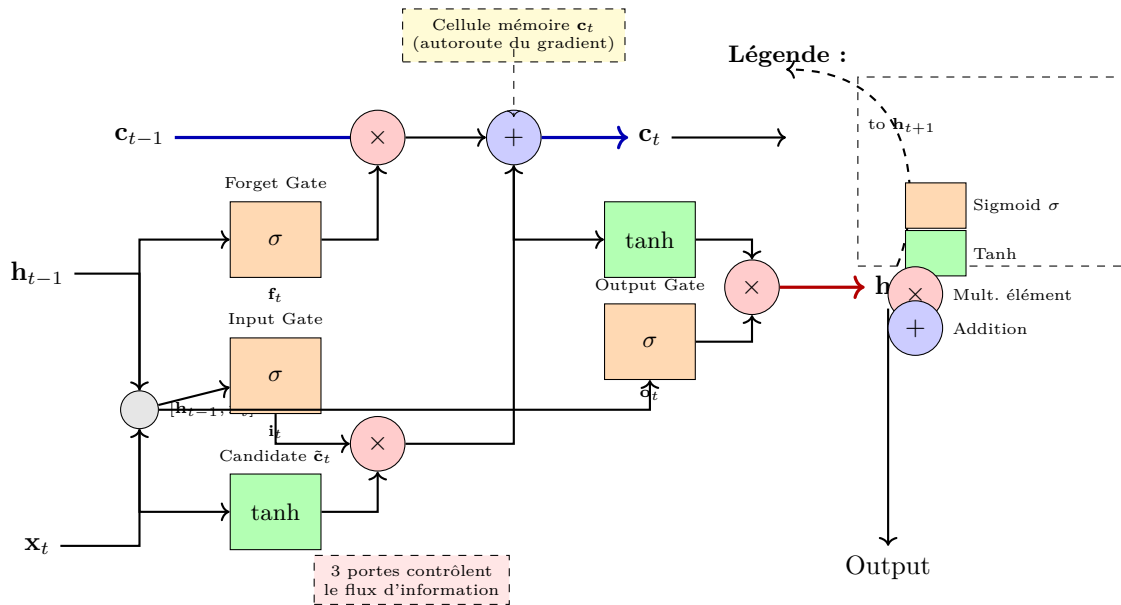 Cellule mémoire c_t
(autoroute du gradient)
Légende :
c_{t−1}
×
+
c_t
to h_{t+1}
Forget Gate
σ
tanh
Sigmoid σ
h_{t−1}
Tanh
f_t
Output Gate
×
h
×
Mult. élément
Input Gate
+
Addition
σ
σ
o_t
[h_{t−1},
i_t
×
Candidate c̃_t
tanh
x_t
Output
3 portes contrôlent
le flux d'information